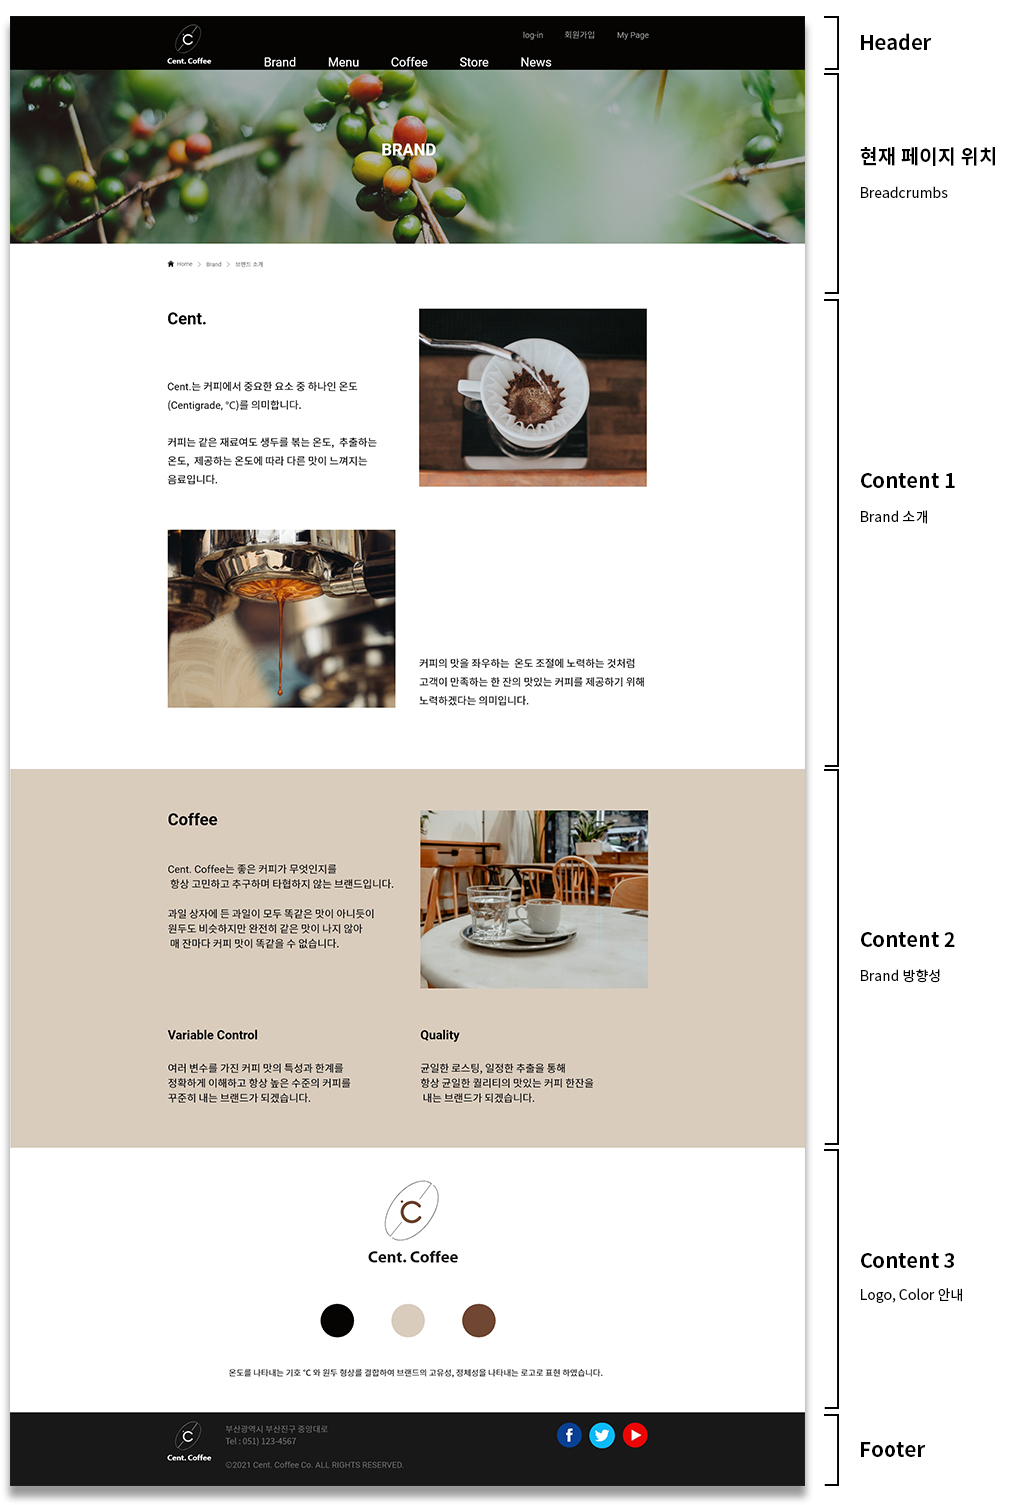 C
Cent. Coffee
log-in 회원가입 My Page
Brand Menu Coffee Store News
Header
BRAND
현재 페이지 위치
Breadcrumbs
Home > Brand > 브랜드 소개
Cent.
Cent.는 커피에서 중요한 요소 중 하나인 온도
(Centigrade, °C)를 의미합니다.
커피는 같은 재료여도 생두를 볶는 온도, 추출하는
온도, 제공하는 온도에 따라 다른 맛이 느껴지는
음료입니다.
Content 1
Brand 소개
커피의 맛을 좌우하는 온도 조절에 노력하는 것처럼
고객이 만족하는 한 잔의 맛있는 커피를 제공하기 위해
노력하겠다는 의미입니다.
Coffee
Cent. Coffee는 좋은 커피가 무엇인지를
항상 고민하고 추구하며 타협하지 않는 브랜드입니다.
과일 상자에 든 과일이 모두 똑같은 맛이 아니듯이
원두도 비슷하지만 완전히 같은 맛이 나지 않아
매 잔마다 커피 맛이 똑같을 수 없습니다.
Content 2
Brand 방향성
Variable Control
여러 변수를 가진 커피 맛의 특성과 한계를
정확하게 이해하고 항상 높은 수준의 커피를
꾸준히 내는 브랜드가 되겠습니다.
Quality
균일한 로스팅, 일정한 추출을 통해
항상 균일한 퀄리티의 맛있는 커피 한잔을
내는 브랜드가 되겠습니다.
°C
Cent. Coffee
Content 3
Logo, Color 안내
온도를 나타내는 기호 °C 와 원두 형상을 결합하여 브랜드의 고유성, 정체성을 나타내는 로고로 표현 하였습니다.
C
Cent. Coffee
부산광역시 부산진구 중앙대로
Tel : 051) 123-4567
©2021 Cent. Coffee Co. ALL RIGHTS RESERVED.
f
Footer